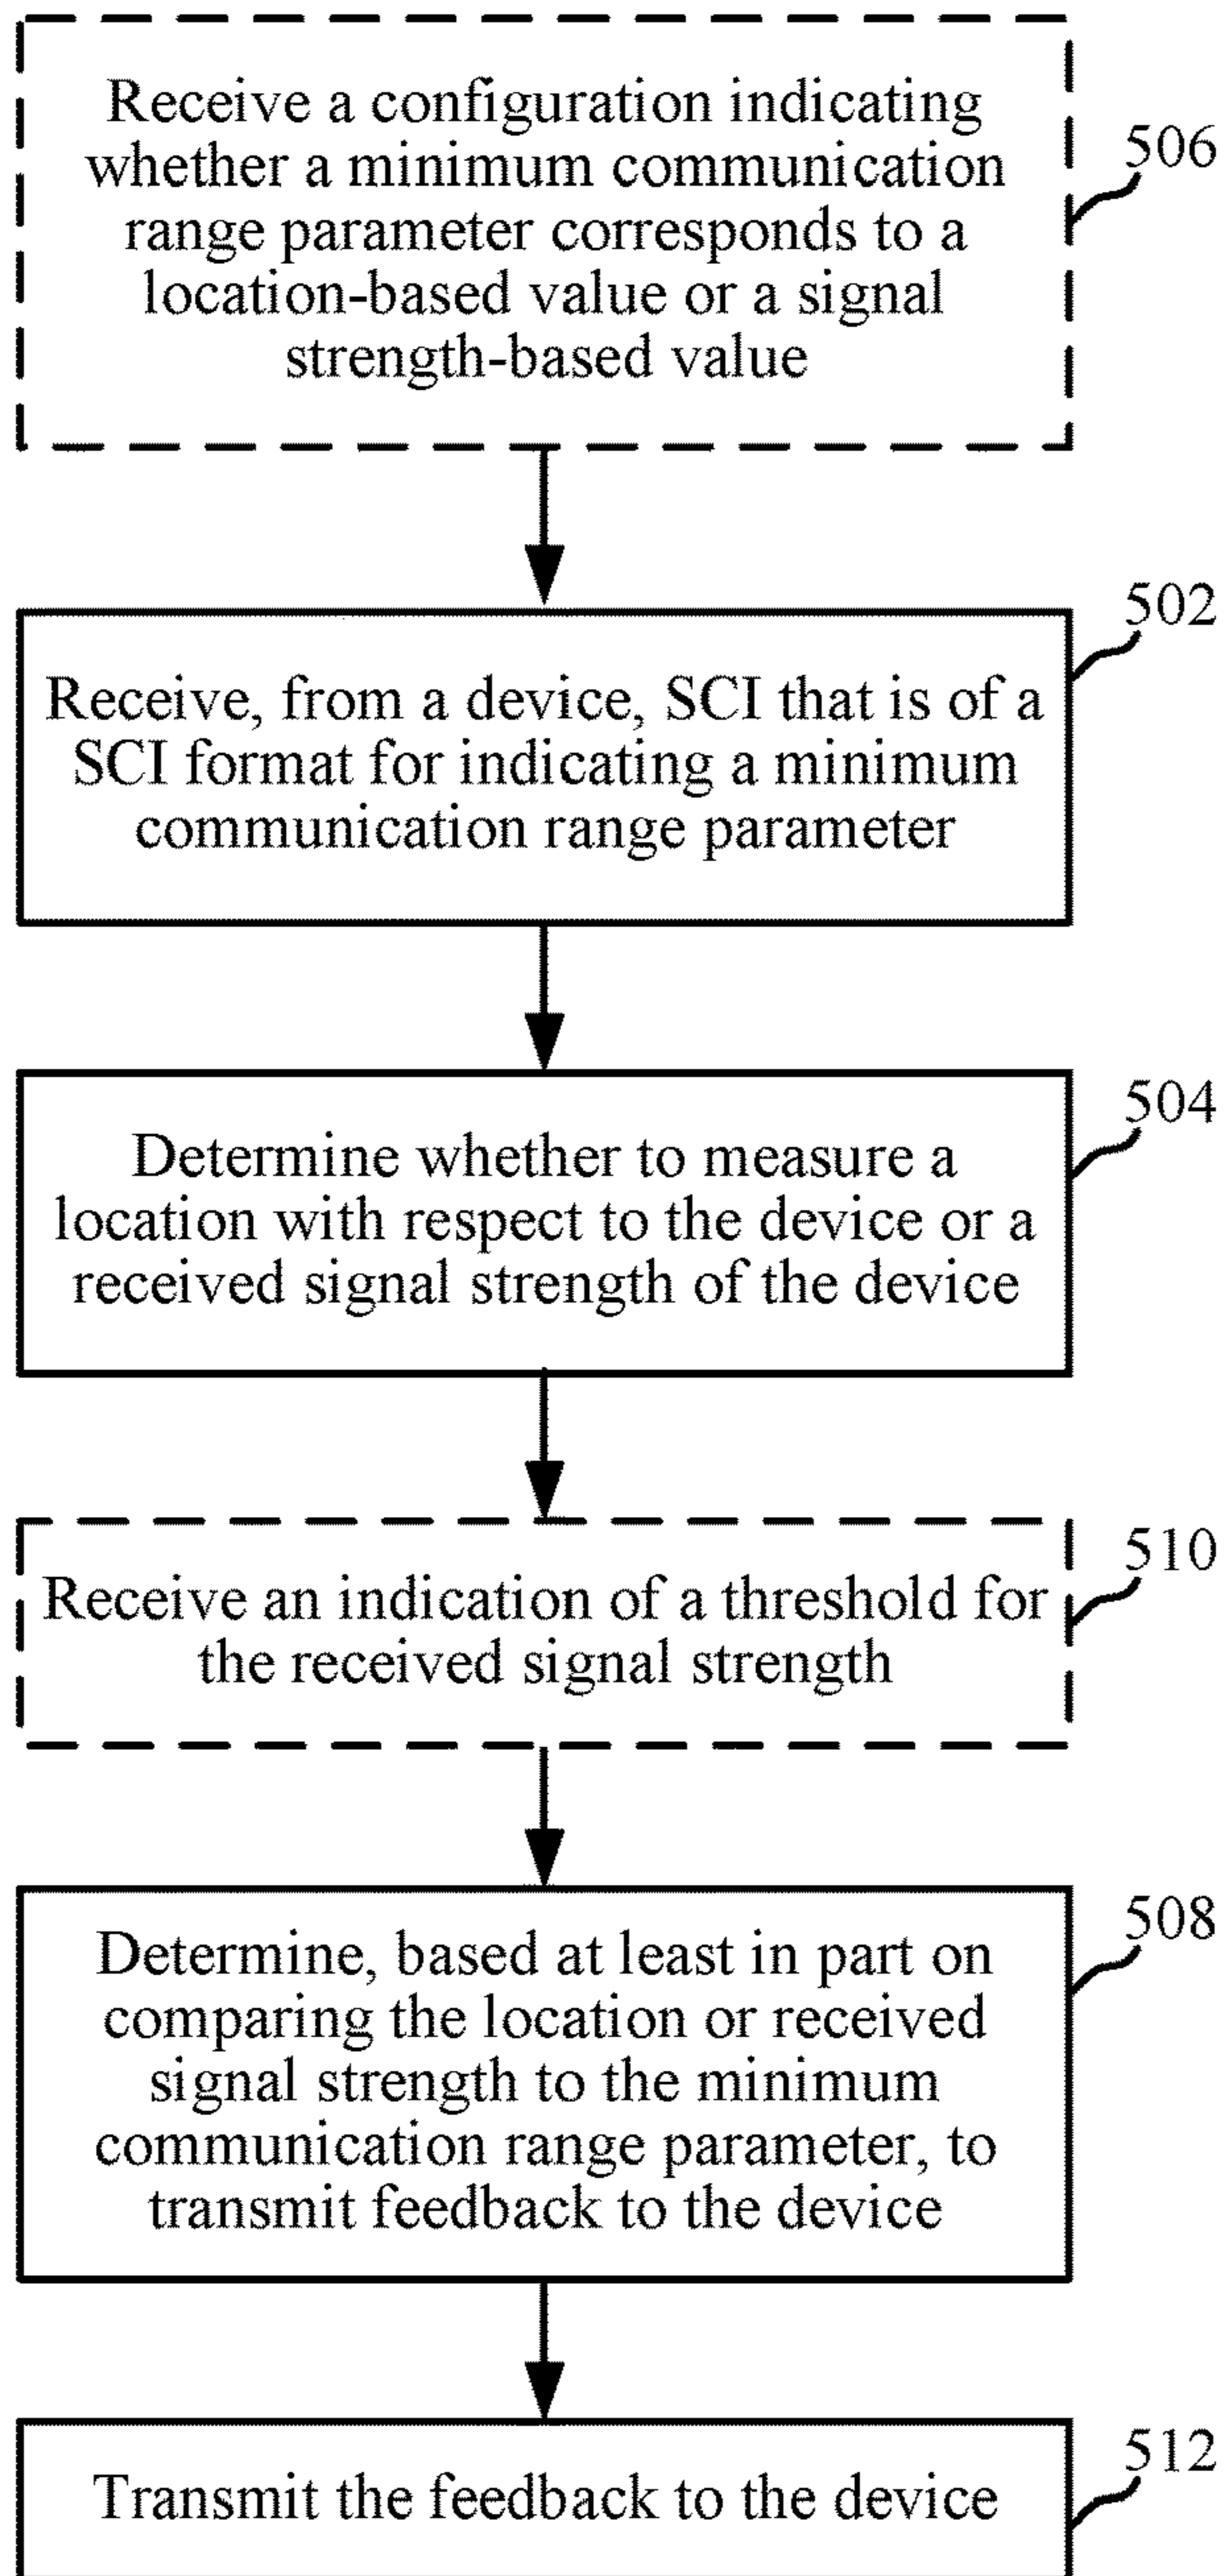 Receive a configuration indicating
whether a minimum communication
range parameter corresponds to a
location-based value or a signal
strength-based value
506
Receive, from a device, SCI that is of a
SCI format for indicating a minimum
communication range parameter
502
Determine whether to measure a
location with respect to the device or a
received signal strength of the device
504
Receive an indication of a threshold for
the received signal strength
510
Determine, based at least in part on
comparing the location or received
signal strength to the minimum
communication range parameter, to
transmit feedback to the device
508
Transmit the feedback to the device
512